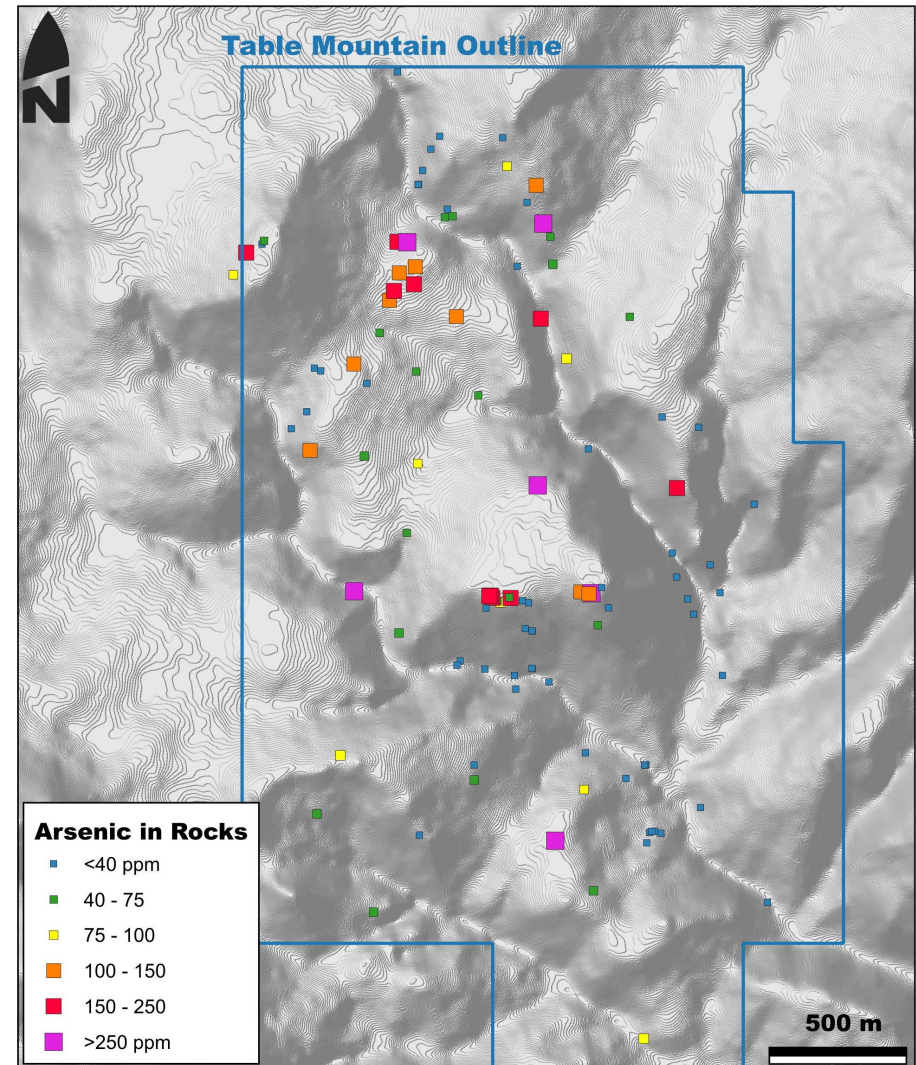 Table Mountain Outline
N
Arsenic in Rocks
<40 ppm
40 - 75
75 - 100
100 - 150
150 - 250
>250 ppm
500 m